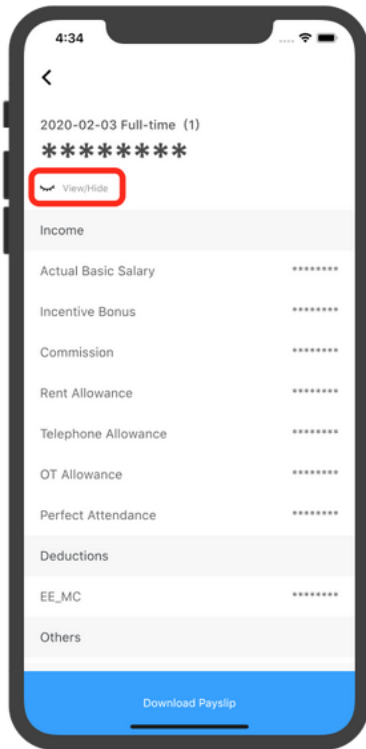 4:34
2020-02-03 Full-time (1)
********
View/Hide
Income
Actual Basic Salary ********
Incentive Bonus ********
Commission ********
Rent Allowance ********
Telephone Allowance ********
OT Allowance ********
Perfect Attendance ********
Deductions
EE_MC ********
Others
Download Payslip